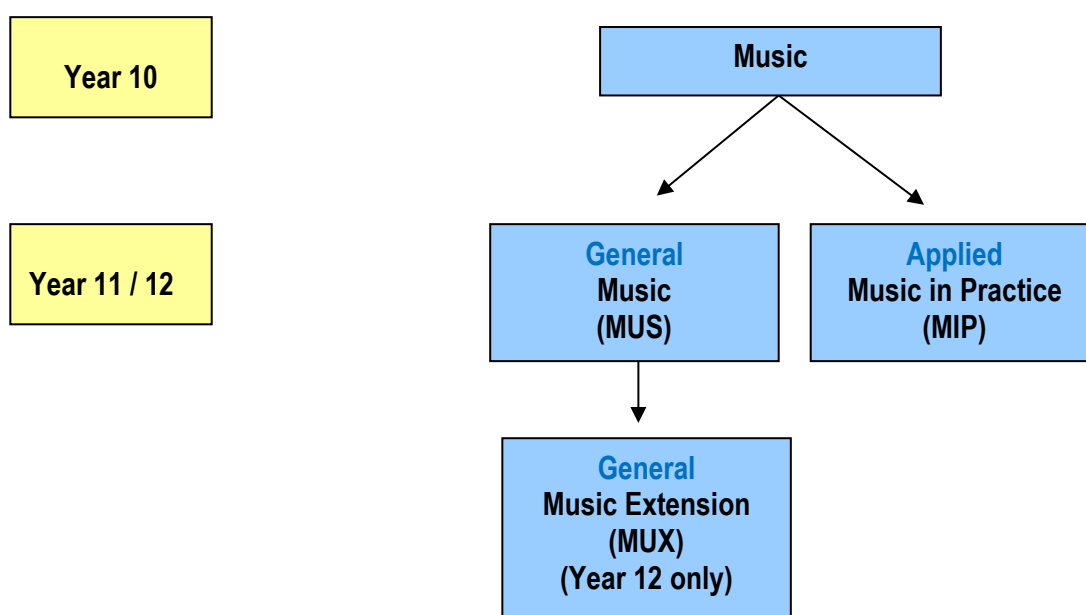 Year 10
Music
Year 11 / 12
General
Music
(MUS)
Applied
Music in Practice
(MIP)
General
Music Extension
(MUX)
(Year 12 only)